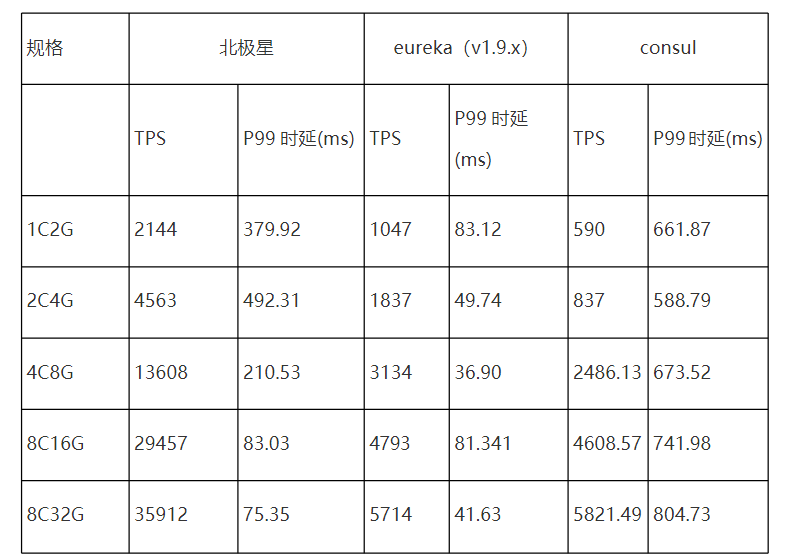 规格 北极星 eureka（v1.9.x） consul
TPS P99 时延(ms) TPS P99 时延 (ms) TPS P99 时延(ms)
1C2G 2144 379.92 1047 83.12 590 661.87
2C4G 4563 492.31 1837 49.74 837 588.79
4C8G 13608 210.53 3134 36.90 2486.13 673.52
8C16G 29457 83.03 4793 81.341 4608.57 741.98
8C32G 35912 75.35 5714 41.63 5821.49 804.73